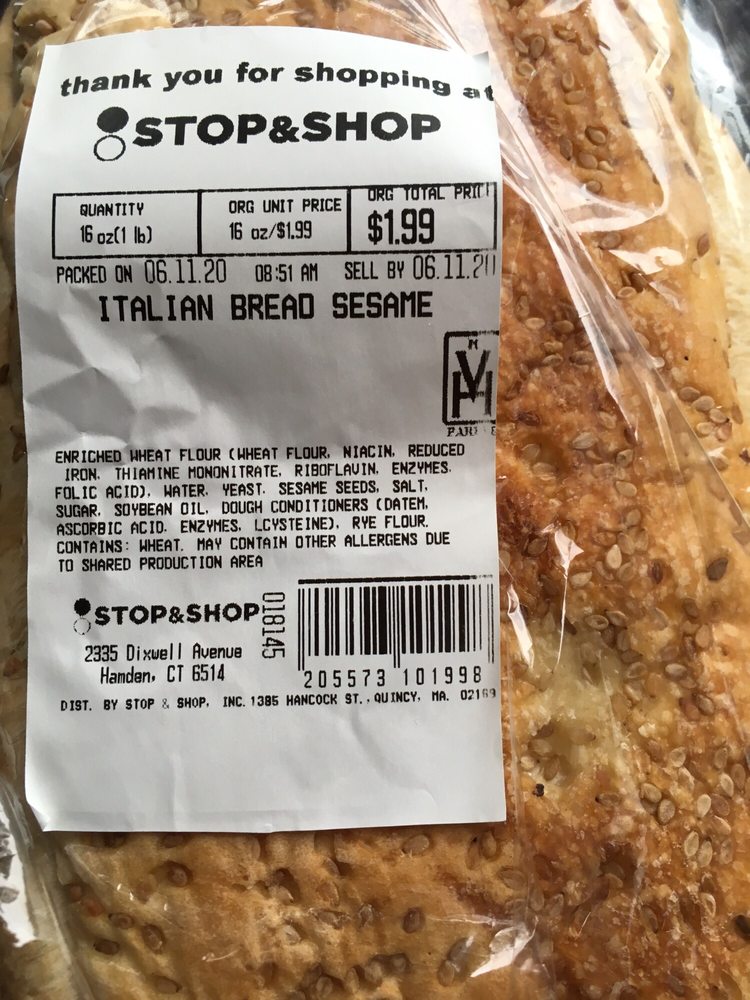 thank you for shopping at
STOP&SHOP
QUANTITY ORG UNIT PRICE ORG TOTAL PRICE
16 oz(1 lb) 16 oz/$1.99 $1.99
PACKED ON 06.11.20 08:51 AM SELL BY 06.11.20
ITALIAN BREAD SESAME
M
VH
ENRICHED WHEAT FLOUR (WHEAT FLOUR, NIACIN, REDUCED
IRON, THIAMINE MONONITRATE, RIBOFLAVIN, ENZYMES,
FOLIC ACID), WATER, YEAST, SESAME SEEDS, SALT,
SUGAR, SOYBEAN OIL, DOUGH CONDITIONERS (DATEM,
ASCORBIC ACID, ENZYMES, LCYSTEINE), RYE FLOUR.
CONTAINS: WHEAT. MAY CONTAIN OTHER ALLERGENS DUE
TO SHARED PRODUCTION AREA
STOP&SHOP
018145
2335 Dixwell Avenue
Hamden, CT 6514
205573 101998
DIST. BY STOP & SHOP, INC. 1385 HANCOCK ST., QUINCY, MA. 02169